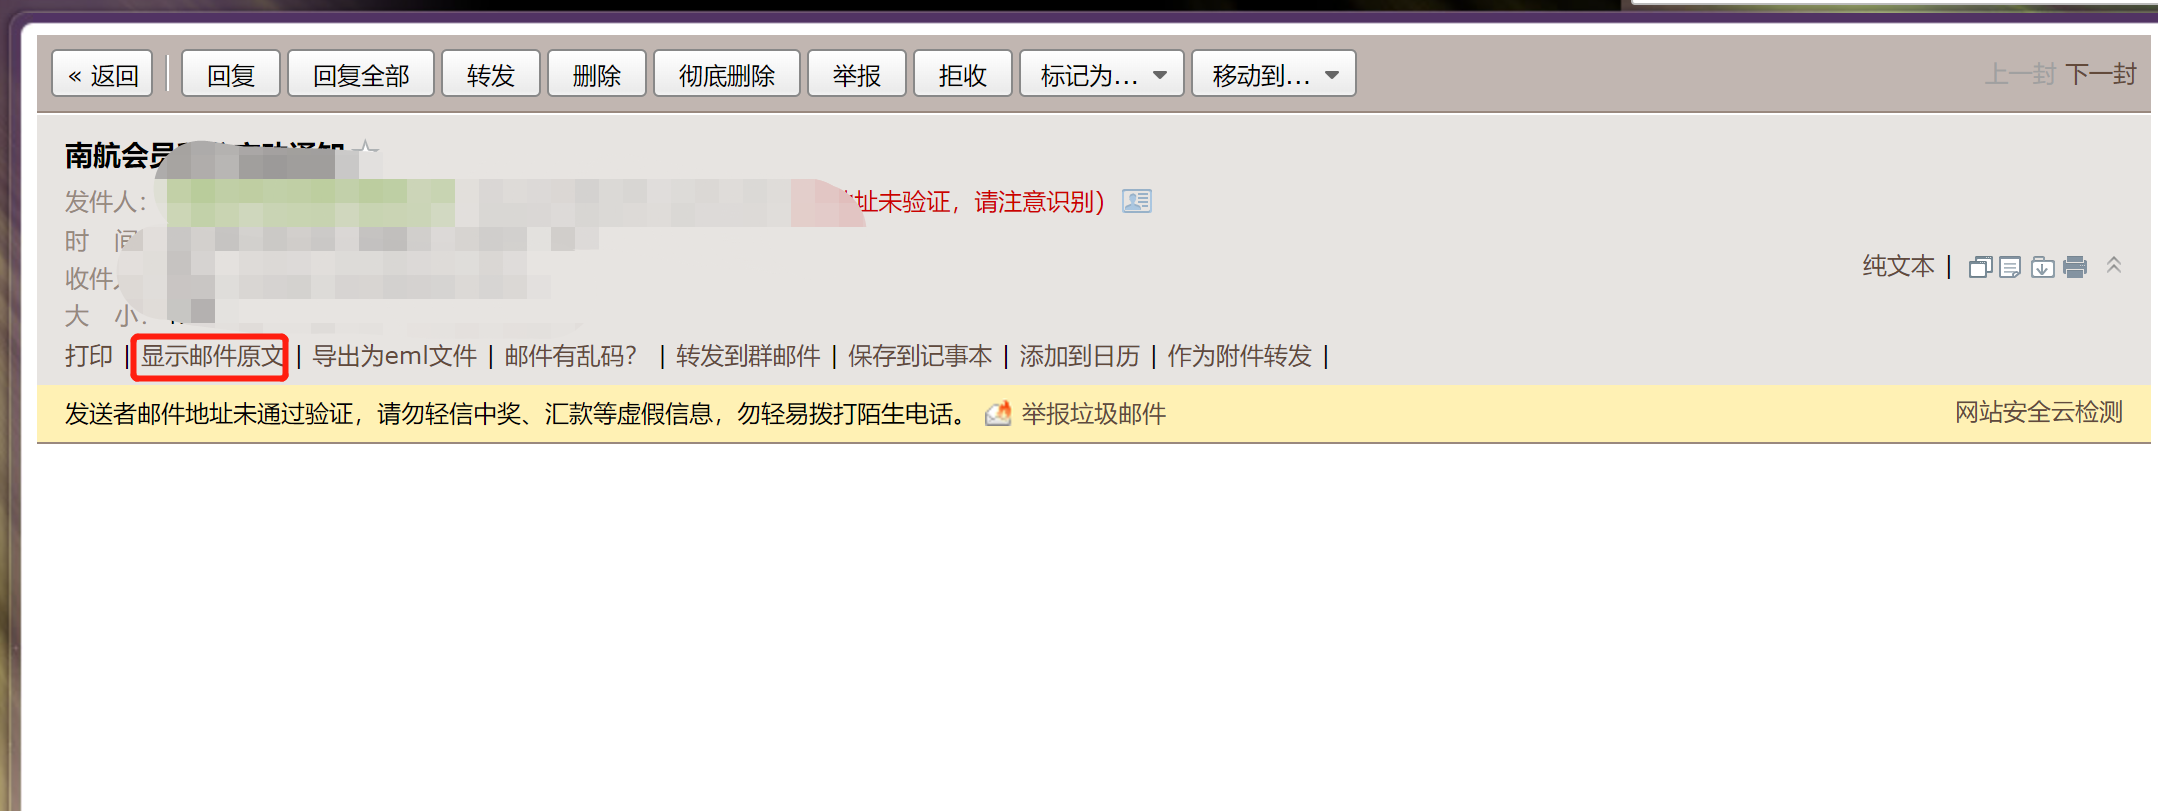 « 返回 回复 回复全部 转发 删除 彻底删除 举报 拒收 标记为... 移动到... 上一封 下一封
南航会员 通知
发件人: 址未验证，请注意识别)
时 间
收件
大 小:
纯文本 |
打印 | 显示邮件原文 | 导出为eml文件 | 邮件有乱码？ | 转发到群邮件 | 保存到记事本 | 添加到日历 | 作为附件转发 |
发送者邮件地址未通过验证，请勿轻信中奖、汇款等虚假信息，勿轻易拨打陌生电话。 举报垃圾邮件 网站安全云检测